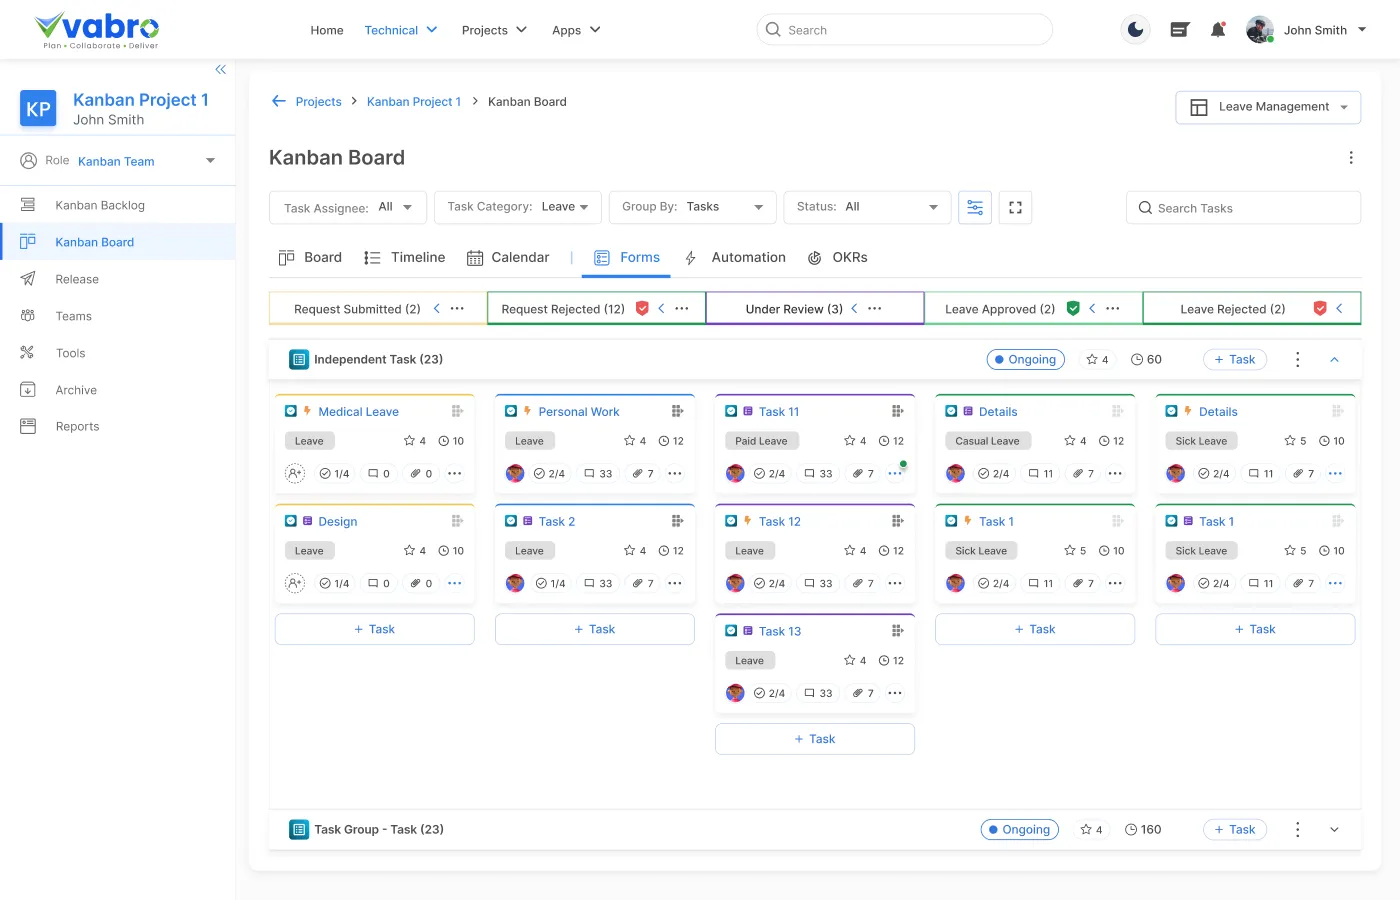 vabro
Plan • Collaborate • Deliver
Home Technical Projects Apps Search John Smith
KP Kanban Project 1
John Smith
Role Kanban Team
Kanban Backlog
Kanban Board
Release
Teams
Tools
Archive
Reports
Projects > Kanban Project 1 > Kanban Board
Leave Management
Kanban Board
Task Assignee: All Task Category: Leave Group By: Tasks Status: All Search Tasks
Board Timeline Calendar | Forms Automation OKRs
Request Submitted (2) Request Rejected (12) Under Review (3) Leave Approved (2) Leave Rejected (2)
Independent Task (23) Ongoing 4 60 + Task
Medical Leave Personal Work Task 11 Details Details
Leave 4 10 Leave 4 12 Paid Leave 4 12 Casual Leave 4 12 Sick Leave 5 10
1/4 0 0 2/4 33 7 2/4 33 7 2/4 11 7 2/4 11 7
Design Task 2 Task 12 Task 1 Task 1
Leave 4 10 Leave 4 12 Leave 4 12 Sick Leave 5 10 Sick Leave 5 10
1/4 0 0 1/4 33 7 2/4 33 7 2/4 11 7 2/4 11 7
+ Task + Task Task 13 + Task + Task
Leave 4 12
2/4 33 7
+ Task
Task Group - Task (23) Ongoing 4 160 + Task